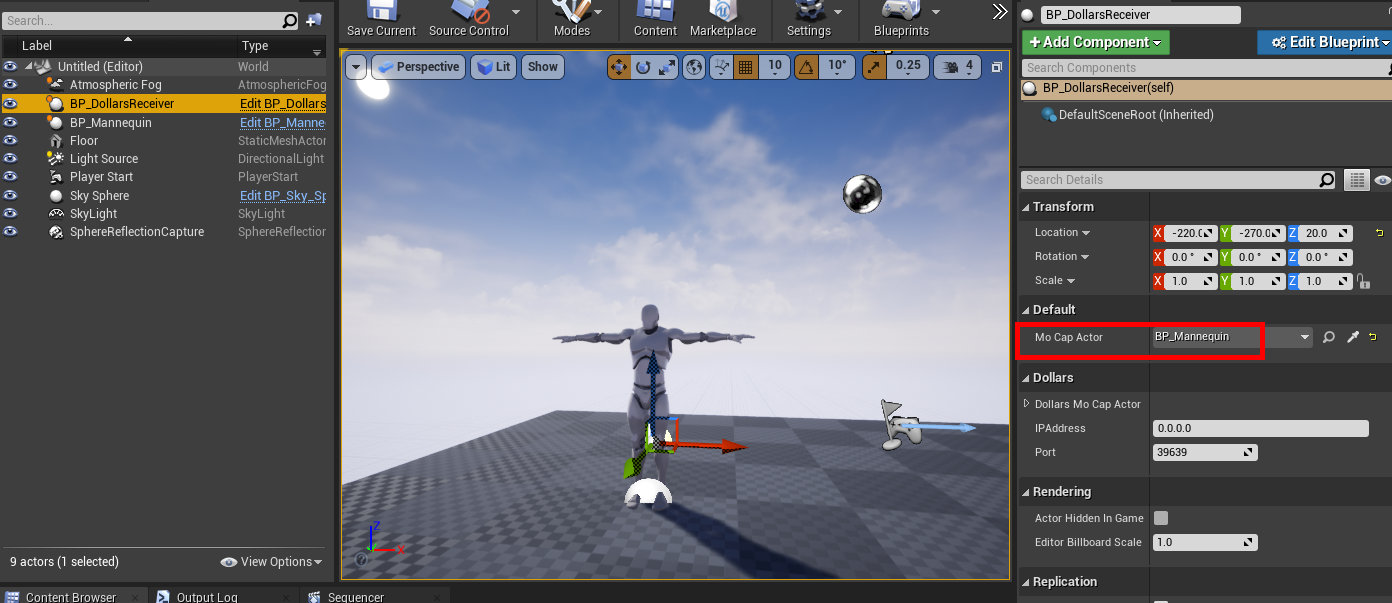 Search...
Label Type
Untitled (Editor) World
Atmospheric Fog AtmosphericFog
BP_DollarsReceiver Edit BP_Dollars
BP_Mannequin Edit BP_Manne
Floor StaticMeshActor
Light Source DirectionalLight
Player Start PlayerStart
Sky Sphere Edit BP_Sky_Sp
SkyLight SkyLight
SphereReflectionCapture SphereReflection
9 actors (1 selected) View Options
Content Browser Output Log Sequencer
Save Current Source Control Modes Content Marketplace Settings Blueprints
Perspective Lit Show 10 10° 0.25 4
Z
X
BP_DollarsReceiver
+ Add Component Edit Blueprint
Search Components
BP_DollarsReceiver(self)
DefaultSceneRoot (Inherited)
Search Details
Transform
Location X -220.0 Y -270.0 Z 20.0
Rotation X 0.0 ° Y 0.0 ° Z 0.0 °
Scale X 1.0 Y 1.0 Z 1.0
Default
Mo Cap Actor BP_Mannequin
Dollars
Dollars Mo Cap Actor
IPAddress 0.0.0.0
Port 39639
Rendering
Actor Hidden In Game
Editor Billboard Scale 1.0
Replication